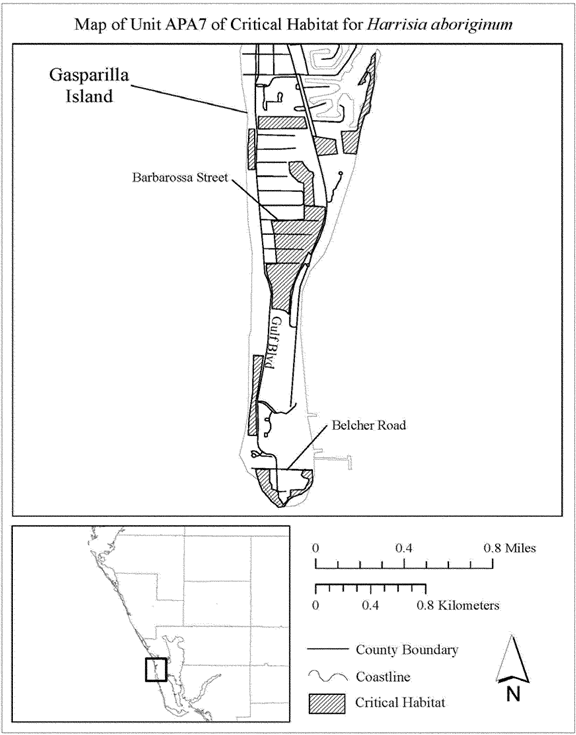 Map of Unit APA7 of Critical Habitat for Harrisia aboriginum
Gasparilla
Island
Barbarossa Street
Gulf Blvd
Belcher Road
0 0.4 0.8 Miles
0 0.4 0.8 Kilometers
County Boundary
Coastline
Critical Habitat
N